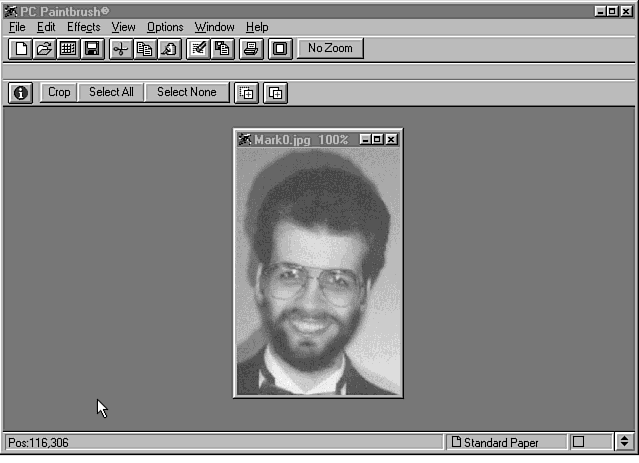 PC Paintbrush®
File Edit Effects View Options Window Help
No Zoom
Crop Select All Select None
Mark0.jpg 100%
Pos:116,306 Standard Paper